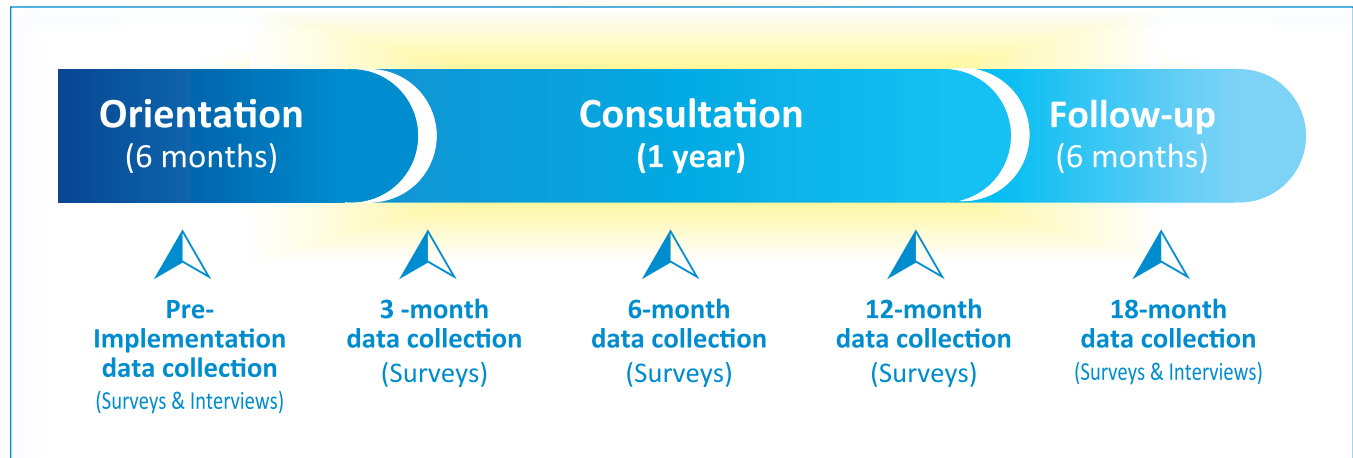 Orientation
(6 months)
Consultation
(1 year)
Follow-up
(6 months)
Pre-
Implementation
data collection
(Surveys & Interviews)
3 -month
data collection
(Surveys)
6-month
data collection
(Surveys)
12-month
data collection
(Surveys)
18-month
data collection
(Surveys & Interviews)